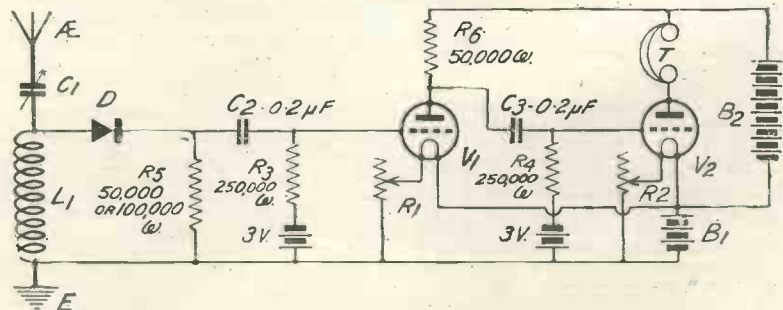 Æ
C1
D
C2·0·2µF
R5
50,000
OR 100,000
ω.
R3
250,000
ω.
L1
E
R6
50,000 ω.
V1
R1
C3·0·2µF
R4
250,000
ω.
3V.
3V.
T
V2
R2
B2
B1